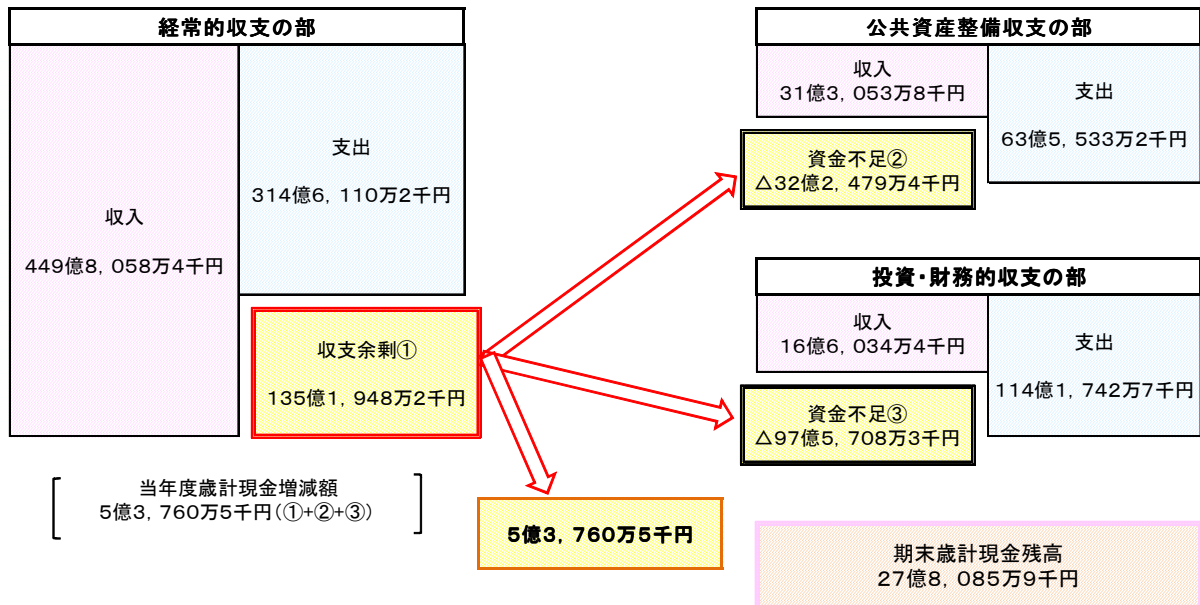 経常的収支の部
収入
449億8,058万4千円
支出
314億6,110万2千円
収支余剰①
135億1,948万2千円
当年度歳計現金増減額
5億3,760万5千円(①+②+③)
5億3,760万5千円
公共資産整備収支の部
収入
31億3,053万8千円
支出
63億5,533万2千円
資金不足②
△32億2,479万4千円
投資・財務的収支の部
収入
16億6,034万4千円
支出
114億1,742万7千円
資金不足③
△97億5,708万3千円
期末歳計現金残高
27億8,085万9千円